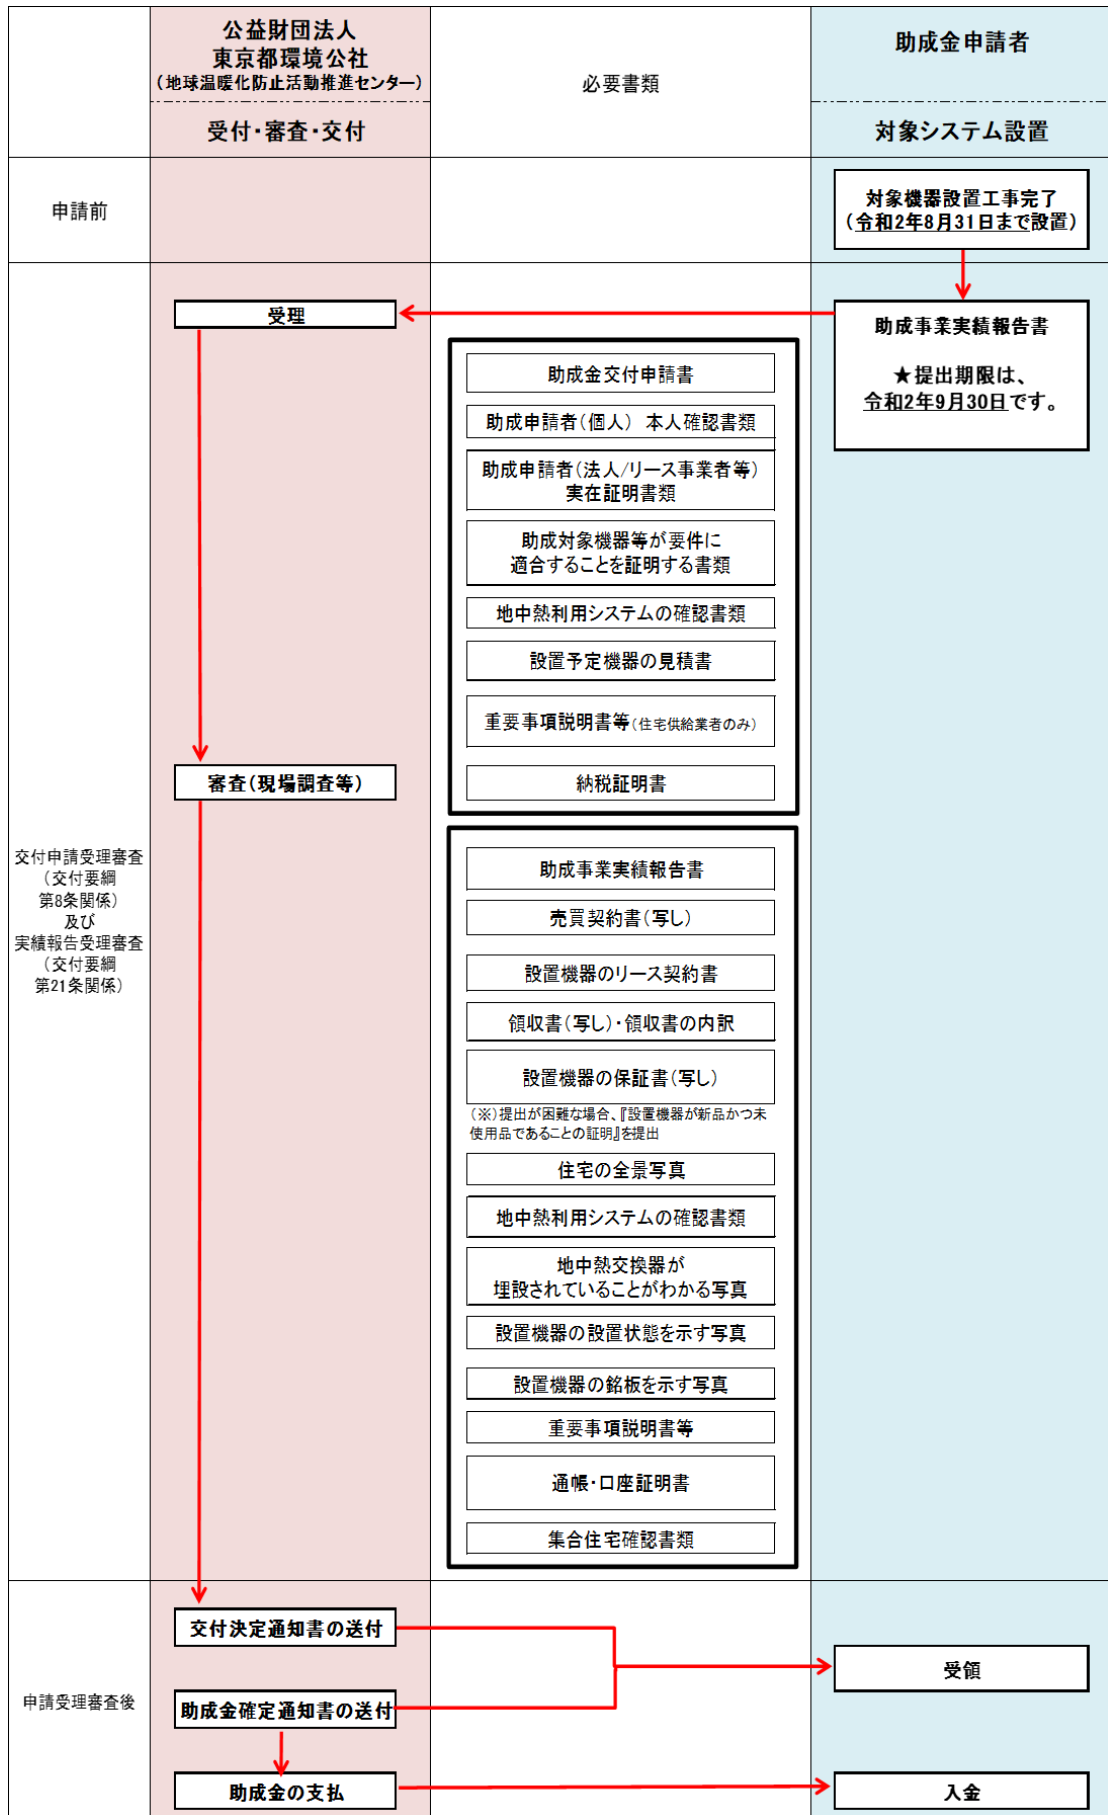 公益財団法人
東京都環境公社
（地球温暖化防止活動推進センター）
受付・審査・交付
必要書類
助成金申請者
対象システム設置
申請前
対象機器設置工事完了
（令和2年8月31日まで設置）
受理
助成事業実績報告書
★提出期限は、
令和2年9月30日です。
助成金交付申請書
助成申請者（個人）　本人確認書類
助成申請者（法人/リース事業者等）
実在証明書類
助成対象機器等が要件に
適合することを証明する書類
地中熱利用システムの確認書類
設置予定機器の見積書
重要事項説明書等（住宅供給業者のみ）
納税証明書
審査（現場調査等）
交付申請受理審査
（交付要綱
第8条関係）
及び
実績報告受理審査
（交付要綱
第21条関係）
助成事業実績報告書
売買契約書（写し）
設置機器のリース契約書
領収書（写し）・領収書の内訳
設置機器の保証書（写し）
（※）提出が困難な場合、『設置機器が新品かつ未
使用品であることの証明』を提出
住宅の全景写真
地中熱利用システムの確認書類
地中熱交換器が
埋設されていることがわかる写真
設置機器の設置状態を示す写真
設置機器の銘板を示す写真
重要事項説明書等
通帳・口座証明書
集合住宅確認書類
申請受理審査後
交付決定通知書の送付
受領
助成金確定通知書の送付
助成金の支払
入金